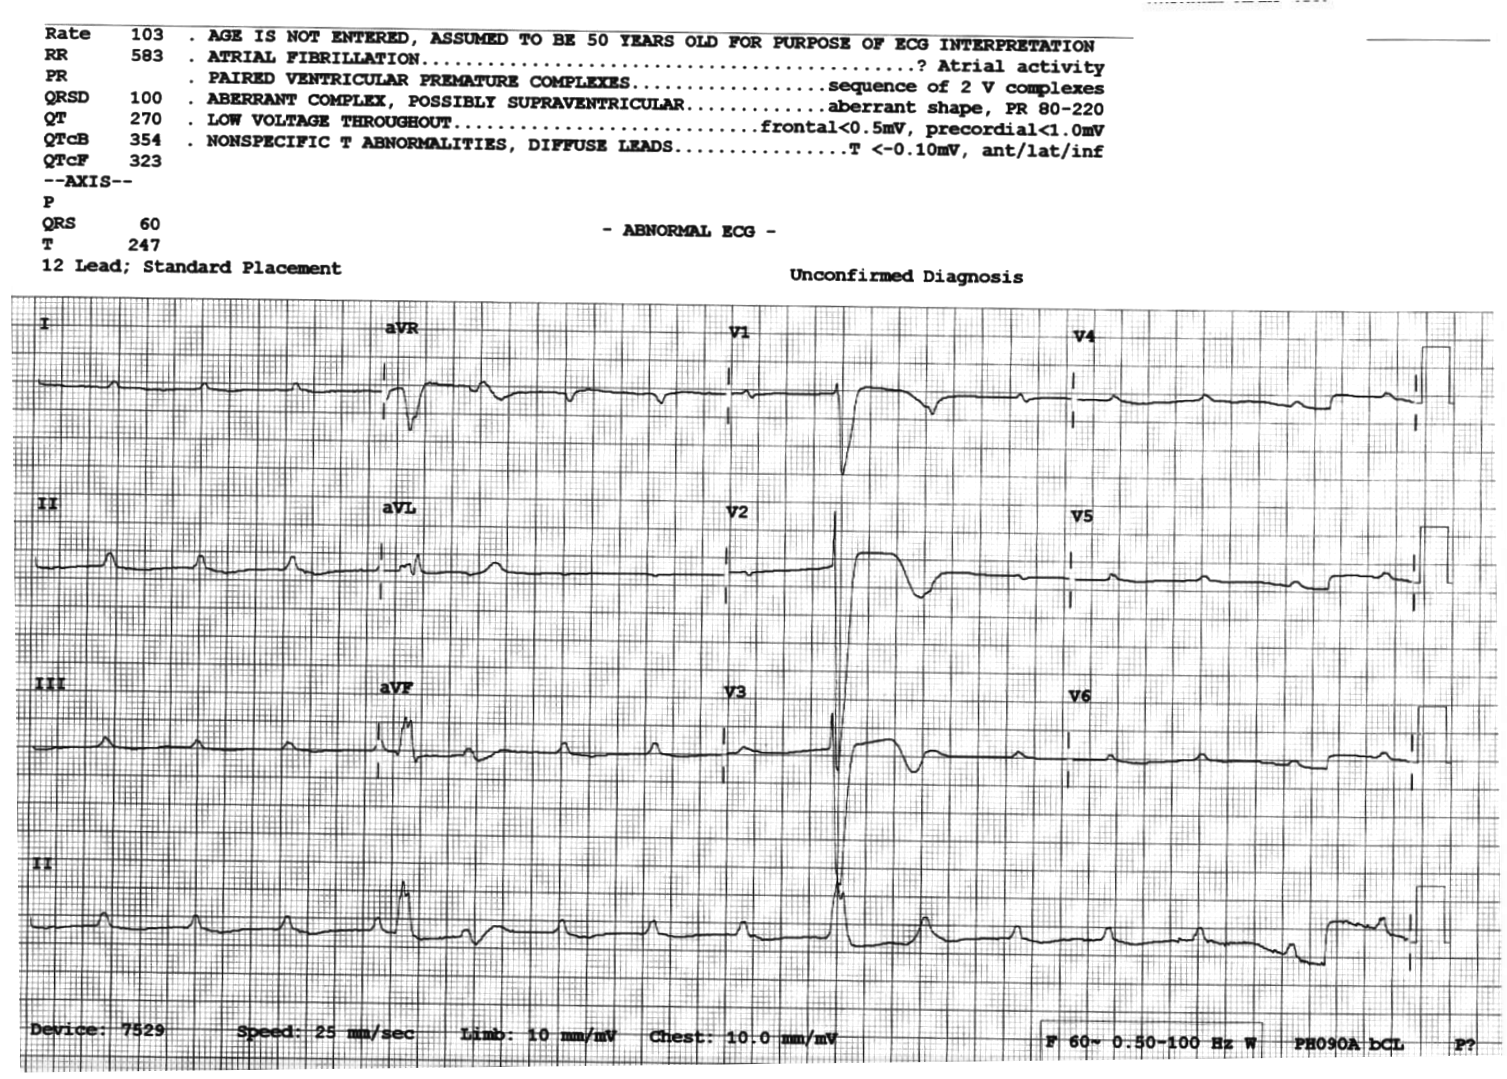 Rate 103 . AGE IS NOT ENTERED, ASSUMED TO BE 50 YEARS OLD FOR PURPOSE OF ECG INTERPRETATION
RR 583 . ATRIAL FIBRILLATION...........................................? Atrial activity
PR . PAIRED VENTRICULAR PREMATURE COMPLEXES..................sequence of 2 V complexes
QRSD 100 . ABERRANT COMPLEX, POSSIBLY SUPRAVENTRICULAR.............aberrant shape, PR 80-220
QT 270 . LOW VOLTAGE THROUGHOUT............................frontal<0.5mV, precordial<1.0mV
QTcB 354 . NONSPECIFIC T ABNORMALITIES, DIFFUSE LEADS................T <-0.10mV, ant/lat/inf
QTcF 323
--AXIS--
P
QRS 60 - ABNORMAL ECG -
T 247
12 Lead; Standard Placement Unconfirmed Diagnosis
I aVR V1 V4
II aVL V2 V5
III aVF V3 V6
II
Device: 7529 Speed: 25 mm/sec Limb: 10 mm/mV Chest: 10.0 mm/mV F 60~ 0.50-100 Hz W PH090A bCL P?